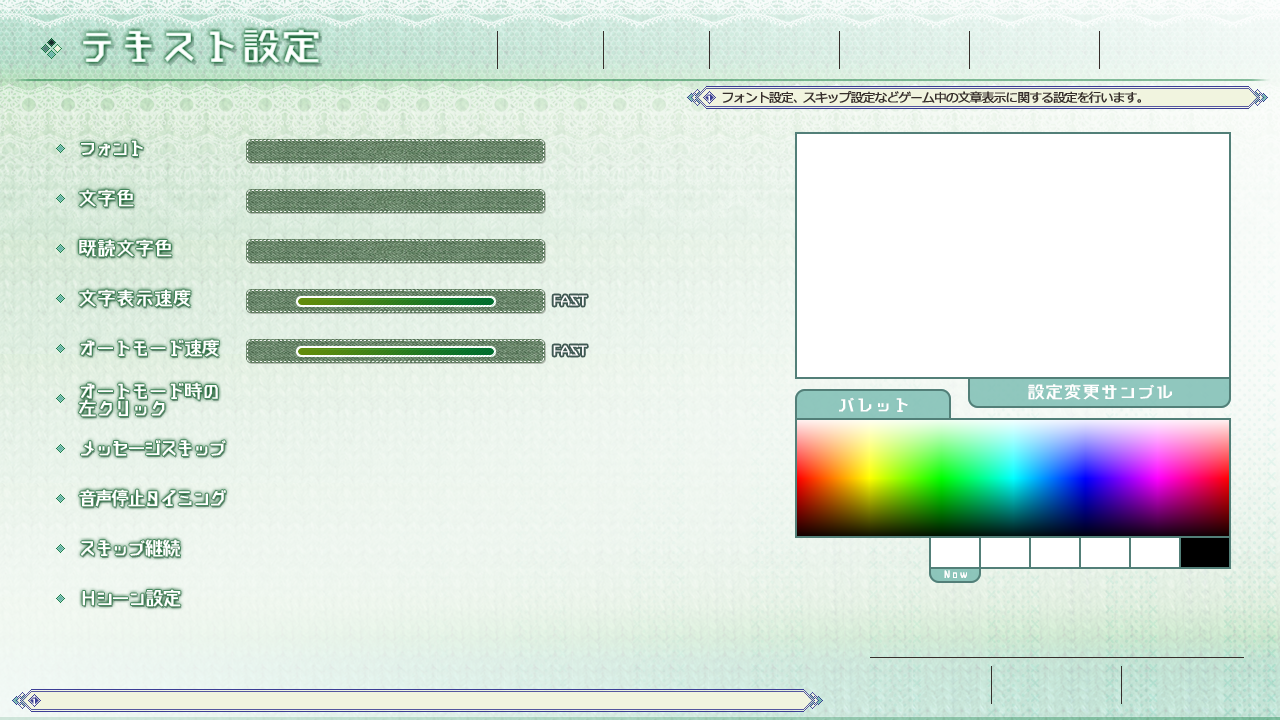 テキスト設定
フォント設定、スキップ設定などゲーム中の文章表示に関する設定を行います。
フォント
文字色
既読文字色
文字表示速度
FAST
オートモード速度
FAST
オートモード時の
左クリック
メッセージスキップ
音声停止タイミング
スキップ継続
Hシーン設定
設定変更サンプル
パレット
Now